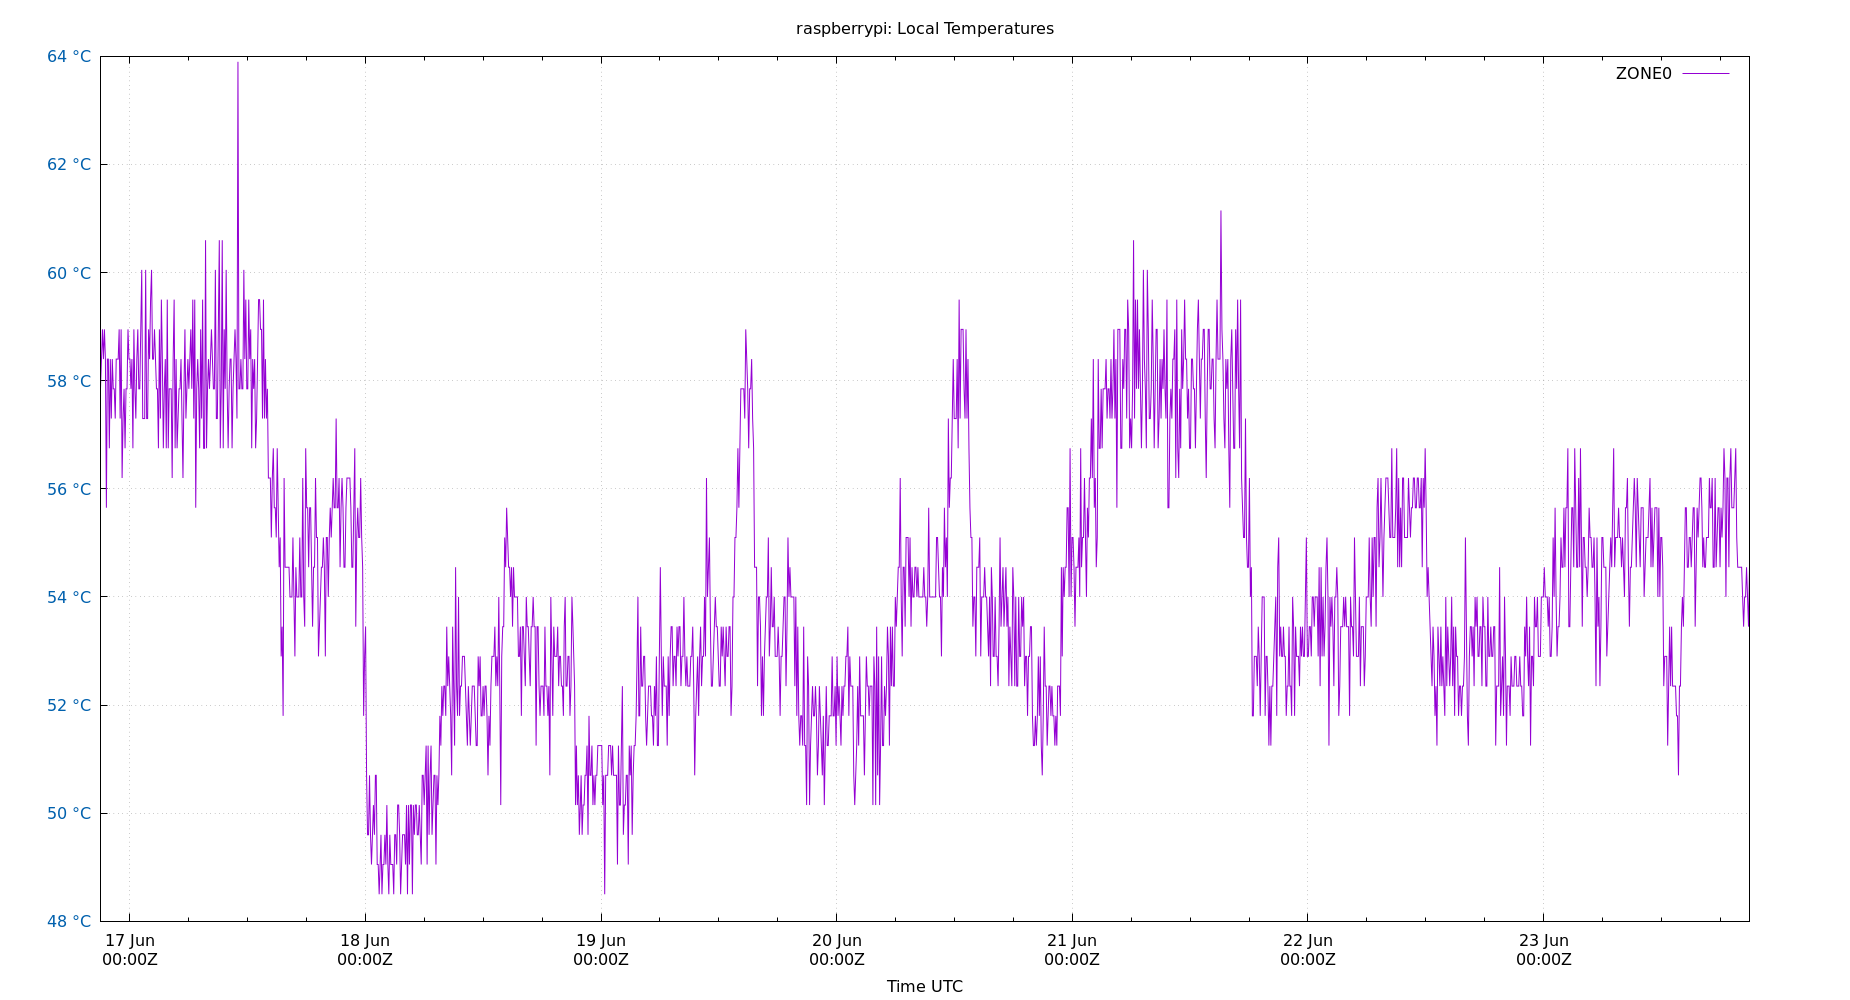 raspberrypi: Local Temperatures
64 °C
ZONE0
62 °C
60 °C
58 °C
56 °C
54 °C
52 °C
50 °C
48 °C
17 Jun 18 Jun 19 Jun 20 Jun 21 Jun 22 Jun 23 Jun
00:00Z 00:00Z 00:00Z 00:00Z 00:00Z 00:00Z 00:00Z
Time UTC